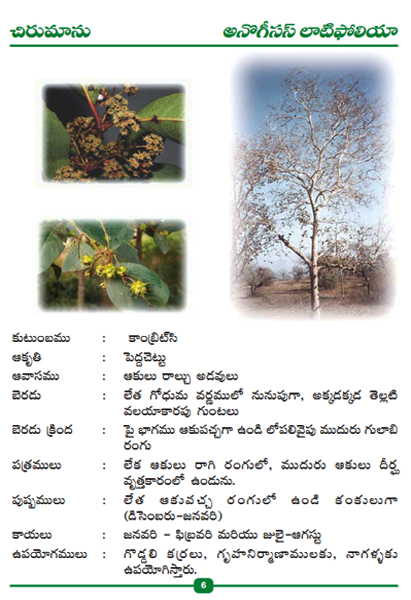 చిరుమాను అనొగీసస్ లాటిఫోలియా
కుటుంబము : కాంబ్రిట్‌సి
ఆకృతి : పెద్దచెట్టు
ఆవాసము : ఆకులు రాల్చు అడవులు
బెరడు : లేత గోధుమ వర్ణములో నునుపుగా, అక్కడక్కడ తెల్లటి
వలయాకారపు గుంటలు
బెరడు క్రింద : పై భాగము ఆకుపచ్చగా ఉండి లోపలివైపు ముదురు గులాబి
రంగు
పత్రములు : లేక ఆకులు రాగి రంగులో, ముదురు ఆకులు దీర్ఘ
వృత్తకారంలో ఉండును.
పుష్పములు : లేత ఆకువచ్చ రంగులో ఉండి కంకులుగా
(డిసెంబరు-జనవరి)
కాయలు : జనవరి - ఫిబ్రవరి మరియు జులై-ఆగస్టు
ఉపయోగములు : గొడ్డలి కర్రలు, గృహనిర్మాణాములకు, నాగళ్ళకు
ఉపయోగిస్తారు.
6